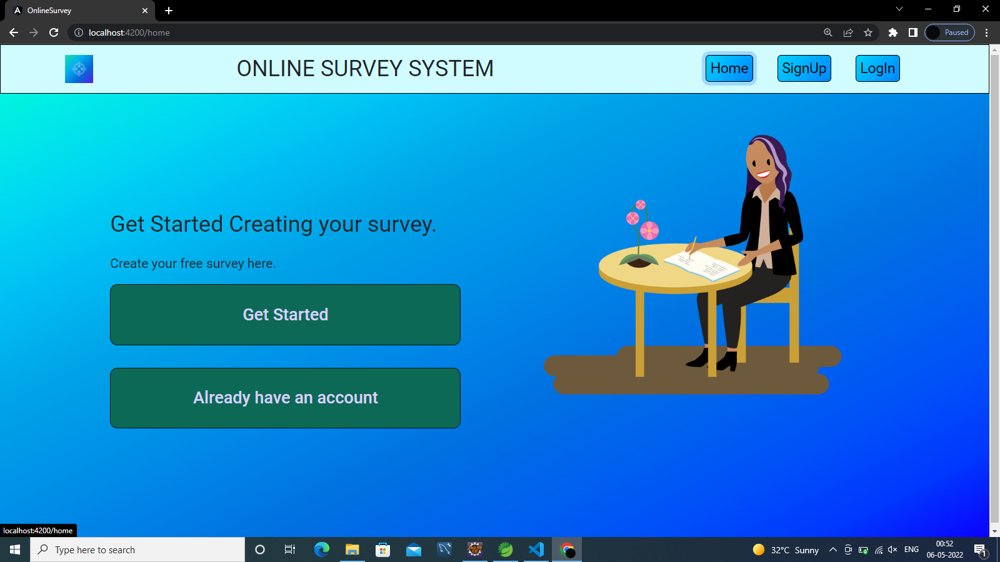 OnlineSurvey
localhost:4200/home
Paused
ONLINE SURVEY SYSTEM
Home
SignUp
LogIn
Get Started Creating your survey.
Create your free survey here.
Get Started
Already have an account
localhost:4200/home
Type here to search
32°C Sunny
ENG
00:52
06-05-2022
1